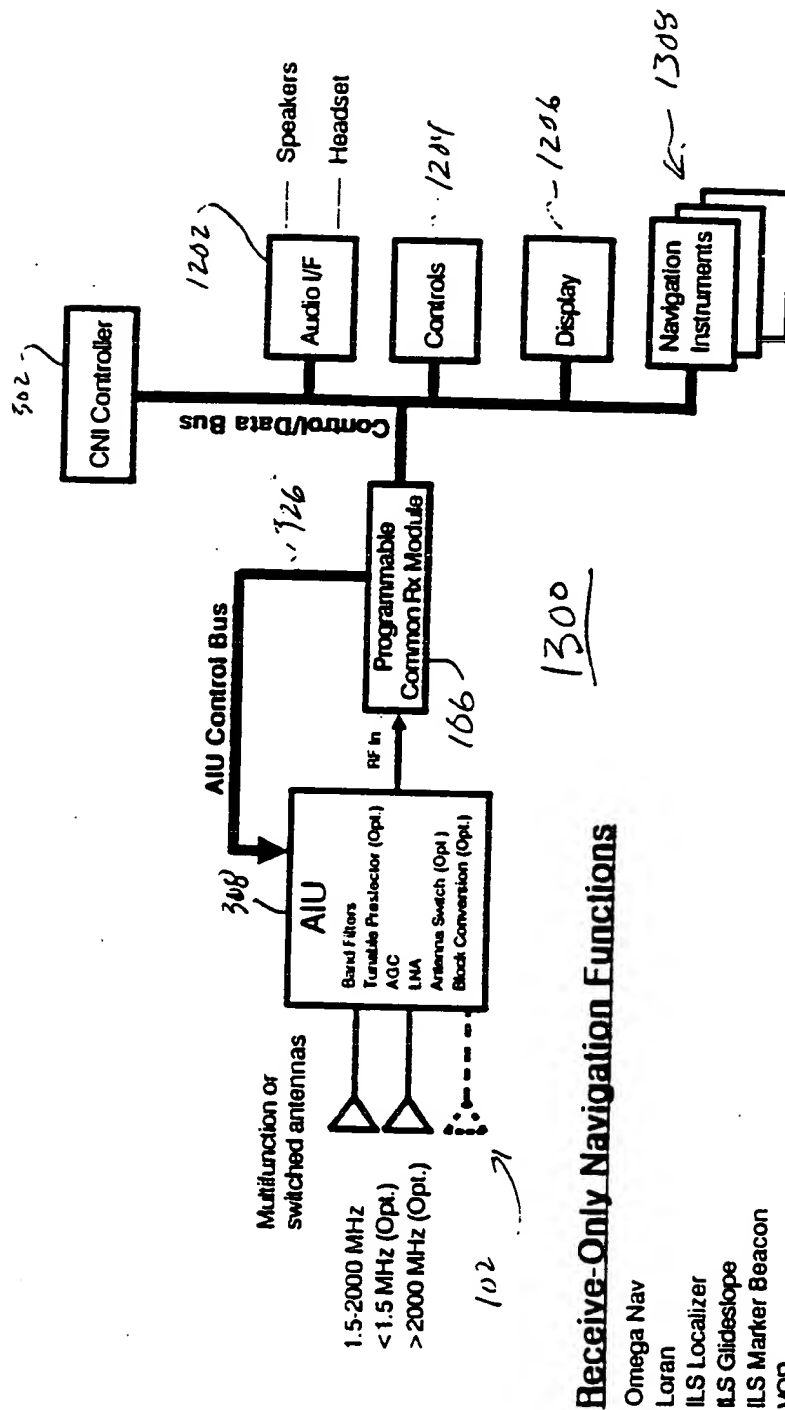 302
CNI Controller
1202
Audio I/F
Speakers
Headset
Control/Data Bus
Controls
1204
Display
1206
Navigation
Instruments
1308
AIU Control Bus
326
Programmable
Common Rx Module
106
RF In
308
AIU
Band Filters
Tunable Preslector (Opt.)
AGC
LNA
Antenna Switch (Opt)
Block Conversion (Opt.)
Multifunction or
switched antennas
1.5-2000 MHz
<1.5 MHz (Opt.)
>2000 MHz (Opt.)
102
1300
Receive-Only Navigation Functions
Omega Nav
Loran
ILS Localizer
ILS Glideslope
ILS Marker Beacon
VOR